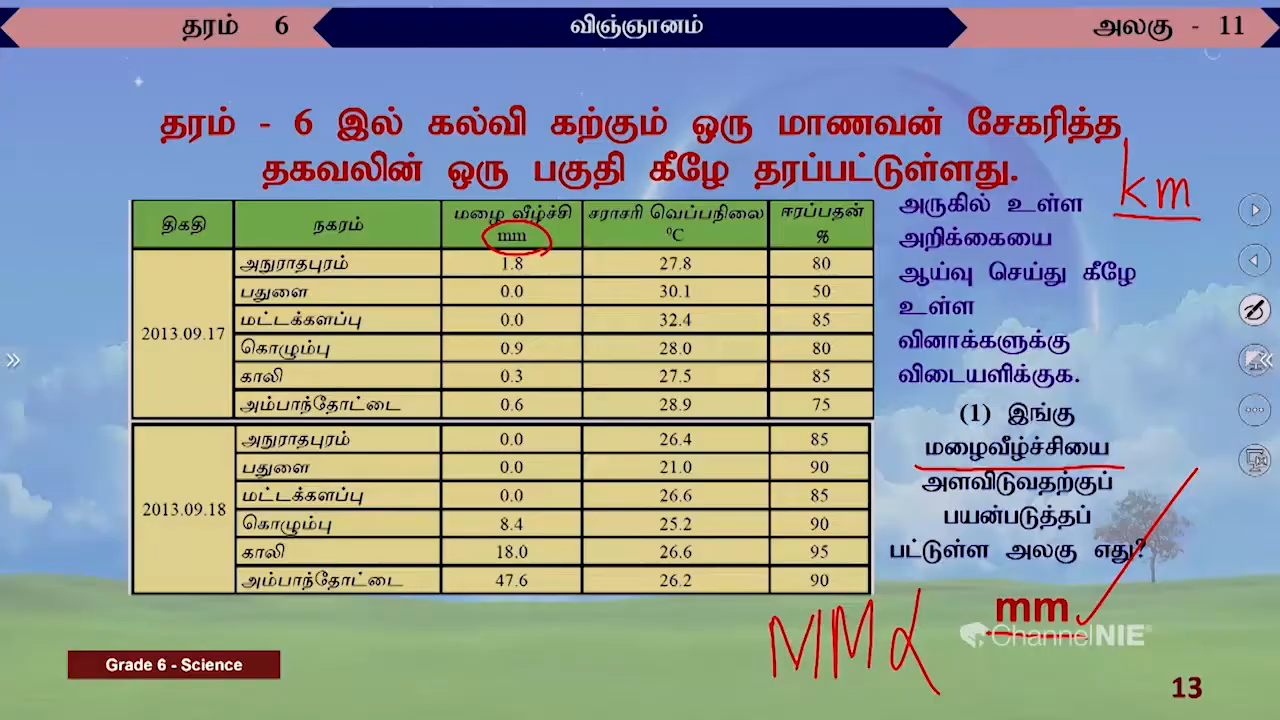 தரம் 6
விஞ்ஞானம்
அலகு - 11
தரம் - 6 இல் கல்வி கற்கும் ஒரு மாணவன் சேகரித்த
தகவலின் ஒரு பகுதி கீழே தரப்பட்டுள்ளது.
km
திகதி நகரம் மழை வீழ்ச்சி mm சராசரி வெப்பநிலை ⁰C ஈரப்பதன் %
2013.09.17
அநுராதபுரம் 1.8 27.8 80
பதுளை 0.0 30.1 50
மட்டக்களப்பு 0.0 32.4 85
கொழும்பு 0.9 28.0 80
காலி 0.3 27.5 85
அம்பாந்தோட்டை 0.6 28.9 75
2013.09.18
அநுராதபுரம் 0.0 26.4 85
பதுளை 0.0 21.0 90
மட்டக்களப்பு 0.0 26.6 85
கொழும்பு 8.4 25.2 90
காலி 18.0 26.6 95
அம்பாந்தோட்டை 47.6 26.2 90
அருகில் உள்ள
அறிக்கையை
ஆய்வு செய்து கீழே
உள்ள
வினாக்களுக்கு
விடையளிக்குக.
(1) இங்கு
மழைவீழ்ச்சியை
அளவிடுவதற்குப்
பயன்படுத்தப்
பட்டுள்ள அலகு எது?
mm
MM
ChannelNIE
Grade 6 - Science
13